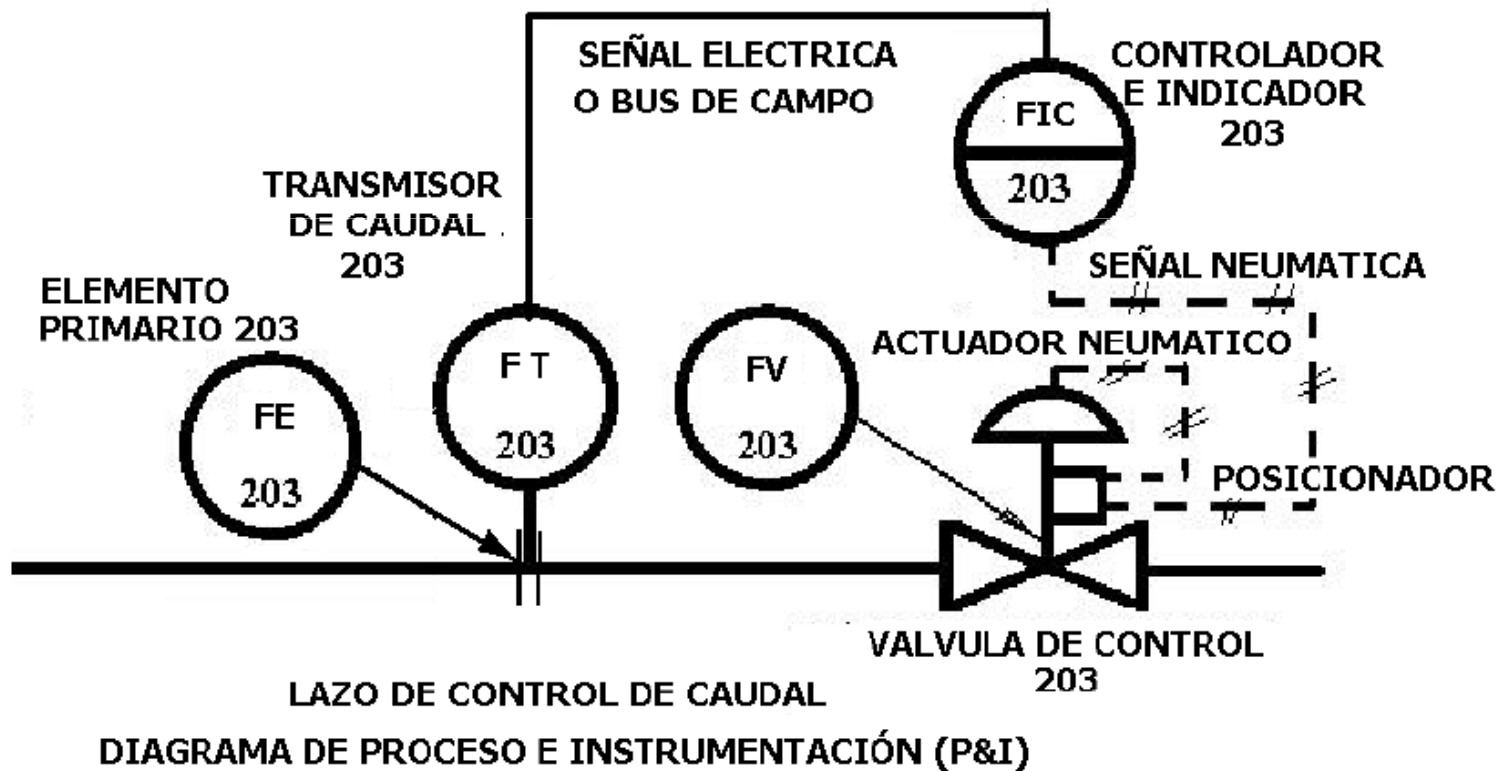 SEÑAL ELECTRICA
O BUS DE CAMPO
CONTROLADOR
E INDICADOR
203
FIC
203
TRANSMISOR
DE CAUDAL
203
SEÑAL NEUMATICA
ELEMENTO
PRIMARIO 203
ACTUADOR NEUMATICO
F T
203
FV
203
FE
203
POSICIONADOR
VALVULA DE CONTROL
203
LAZO DE CONTROL DE CAUDAL
DIAGRAMA DE PROCESO E INSTRUMENTACIÓN (P&I)